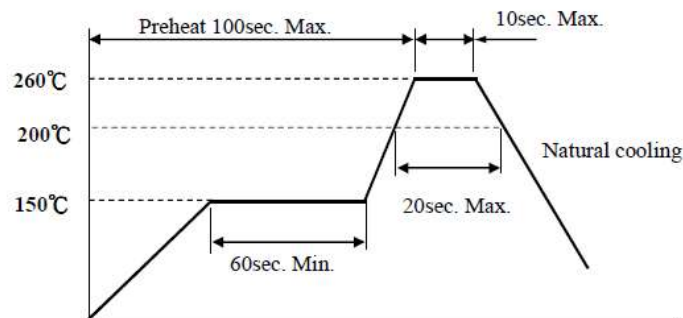 Preheat 100sec. Max.
10sec. Max.
260℃
200℃
Natural cooling
150℃
20sec. Max.
60sec. Min.